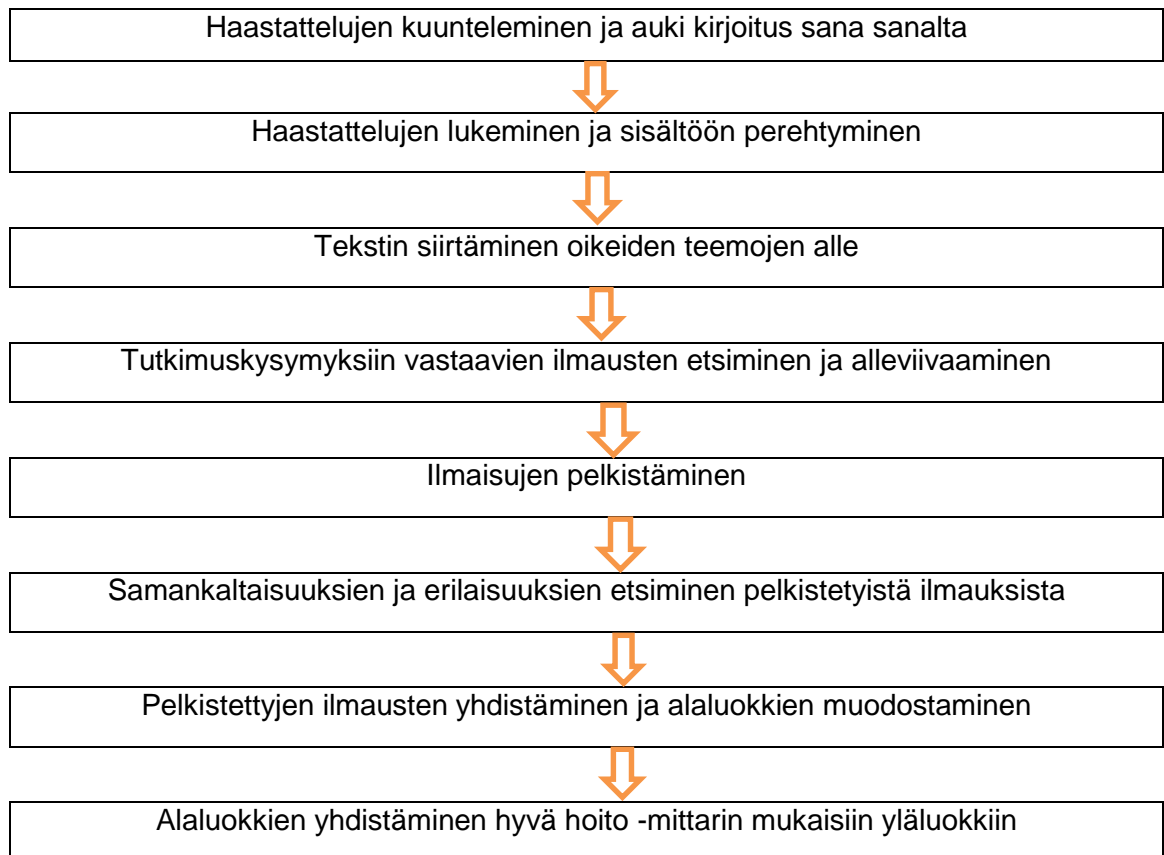 Haastattelujen kuunteleminen ja auki kirjoitus sana sanalta
Haastattelujen lukeminen ja sisältöön perehtyminen
Tekstin siirtäminen oikeiden teemojen alle
Tutkimuskysymyksiin vastaavien ilmausten etsiminen ja alleviivaaminen
Ilmaisujen pelkistäminen
Samankaltaisuuksien ja erilaisuuksien etsiminen pelkistetyistä ilmauksista
Pelkistettyjen ilmausten yhdistäminen ja alaluokkien muodostaminen
Alaluokkien yhdistäminen hyvä hoito -mittarin mukaisiin yläluokkiin